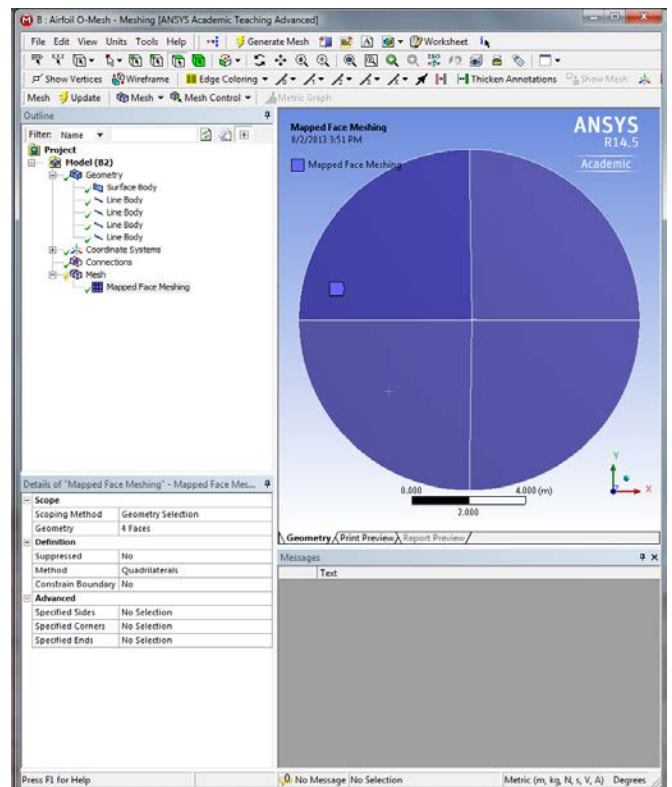 B : Airfoil O-Mesh - Meshing [ANSYS Academic Teaching Advanced]
File Edit View Units Tools Help Generate Mesh Worksheet
Show Vertices Wireframe Edge Coloring Thicken Annotations Show Mesh
Mesh Update Mesh Mesh Control Metric Graph
Outline
Filter: Name
Project
Model (B2)
Geometry
Surface Body
Line Body
Line Body
Line Body
Line Body
Coordinate Systems
Connections
Mesh
Mapped Face Meshing
Mapped Face Meshing
8/2/2013 3:51 PM
Mapped Face Meshing
ANSYS
R14.5
Academic
Y
X
0.000 4.000 (m)
2.000
Geometry Print Preview Report Preview
Details of "Mapped Face Meshing" - Mapped Face Mes...
Scope
Scoping Method Geometry Selection
Geometry 4 Faces
Definition
Suppressed No
Method Quadrilaterals
Constrain Boundary No
Advanced
Specified Sides No Selection
Specified Corners No Selection
Specified Ends No Selection
Messages
Text
Press F1 for Help No Message No Selection Metric (m, kg, N, s, V, A) Degrees